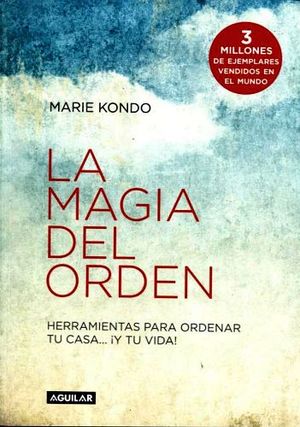 3
MILLONES
DE EJEMPLARES
VENDIDOS EN
EL MUNDO
MARIE KONDO
LA
MAGIA
DEL
ORDEN
HERRAMIENTAS PARA ORDENAR
TU CASA... ¡Y TU VIDA!
AGUILAR